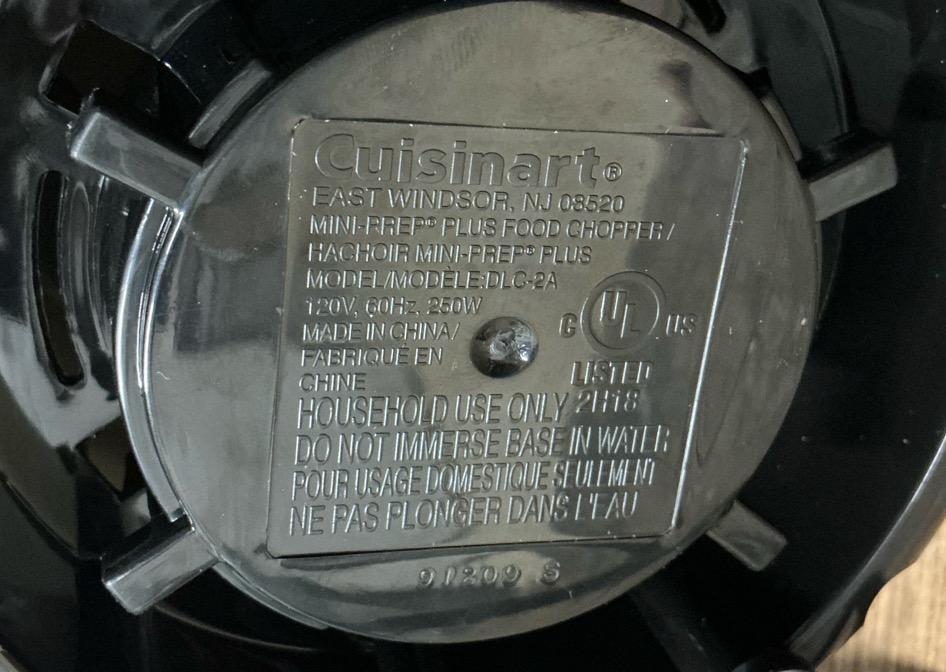 Cuisinart®
EAST WINDSOR, NJ 08520
MINI-PREP® PLUS FOOD CHOPPER/
HACHOIR MINI-PREP® PLUS
MODEL/MODÈLE:DLC-2A
120V, 60Hz, 250W
MADE IN CHINA/
FABRIQUÉ EN
CHINE
C UL US
LISTED
2H18
HOUSEHOLD USE ONLY
DO NOT IMMERSE BASE IN WATER
POUR USAGE DOMESTIQUE SEULEMENT
NE PAS PLONGER DANS L'EAU
01209 S